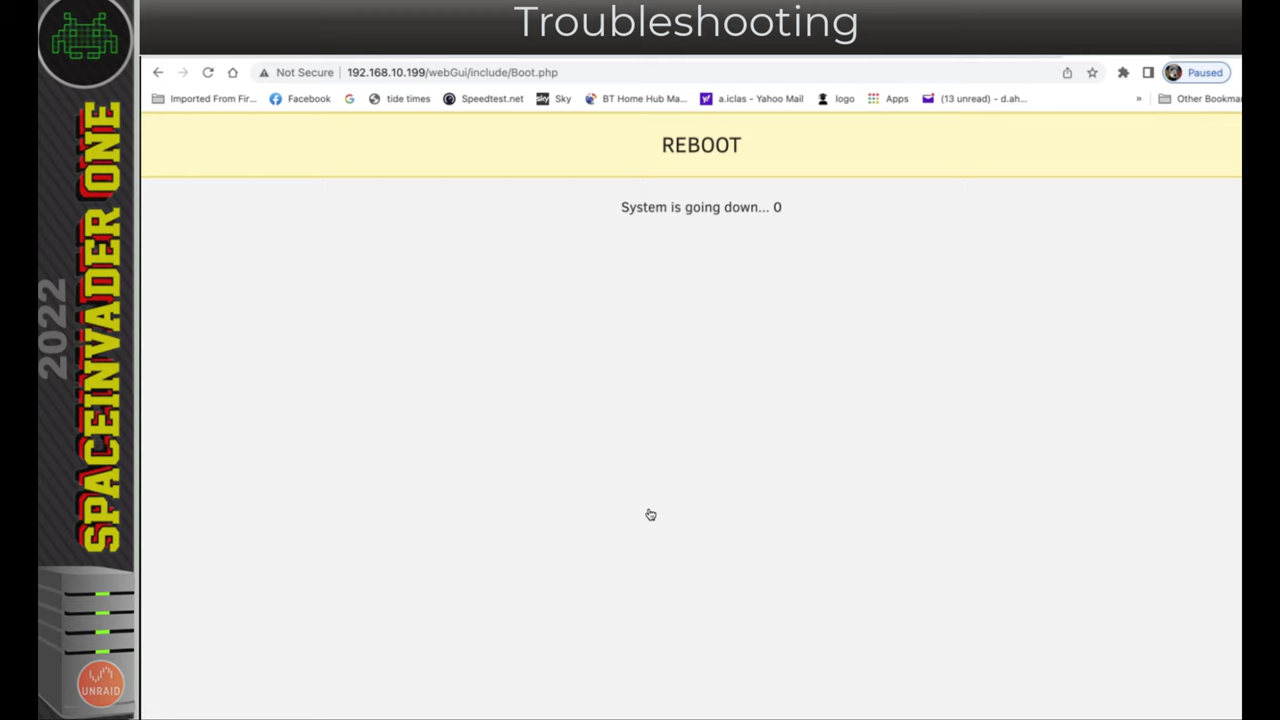 Troubleshooting
Not Secure 192.168.10.199/webGui/include/Boot.php Paused
Imported From Fir... Facebook tide times Speedtest.net sky Sky BT Home Hub Ma... a.iclas - Yahoo Mail logo Apps (13 unread) - d.ah... » Other Bookmar
REBOOT
System is going down... 0
2022
SPACEINVADER ONE
UNRAID